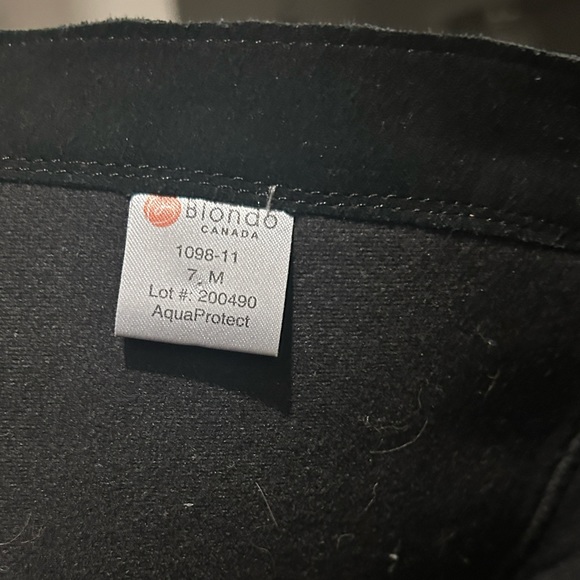 Blondo
CANADA
1098-11
7, M
Lot #: 200490
AquaProtect